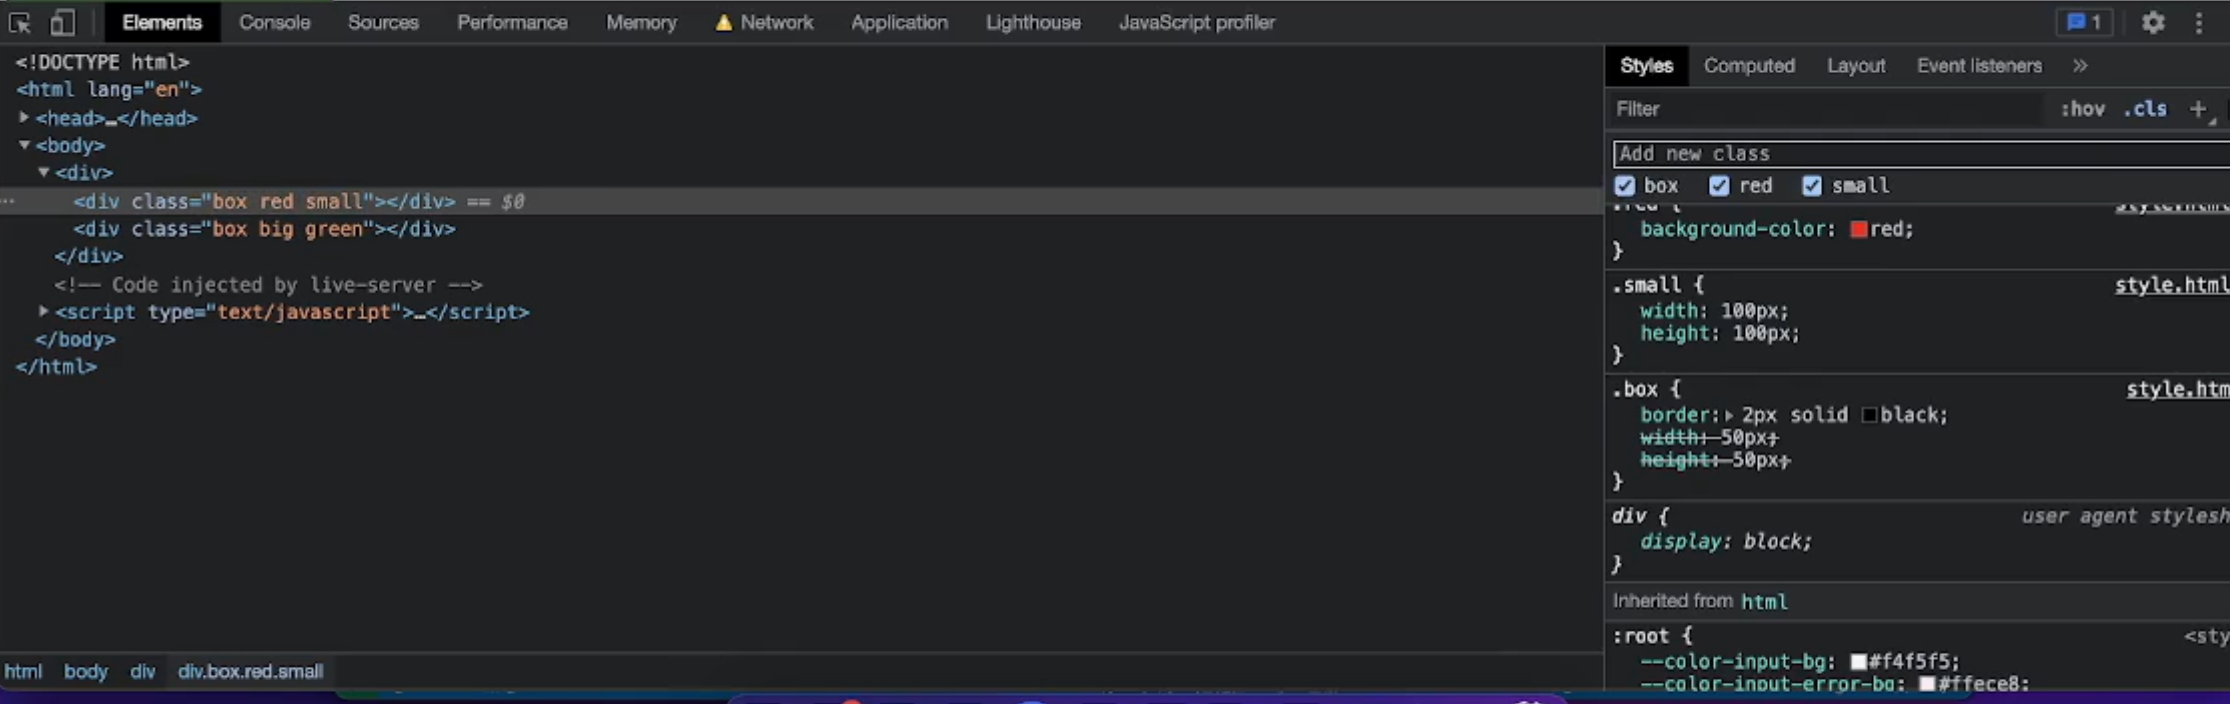 Elements Console Sources Performance Memory Network Application Lighthouse JavaScript profiler 1
<!DOCTYPE html>
<html lang="en">
<head>…</head>
<body>
<div>
<div class="box red small"></div> == $0
<div class="box big green"></div>
</div>
<!-- Code injected by live-server -->
<script type="text/javascript">…</script>
</body>
</html>
html body div div.box.red.small
Styles Computed Layout Event listeners »
Filter :hov .cls +
Add new class
box red small
.red { style.html
background-color: red;
}
.small { style.html
width: 100px;
height: 100px;
}
.box { style.htm
border: 2px solid black;
width: 50px;
height: 50px;
}
div { user agent stylesh
display: block;
}
Inherited from html
:root { <sty
--color-input-bg: #f4f5f5;
--color-input-error-bg: #ffece8;